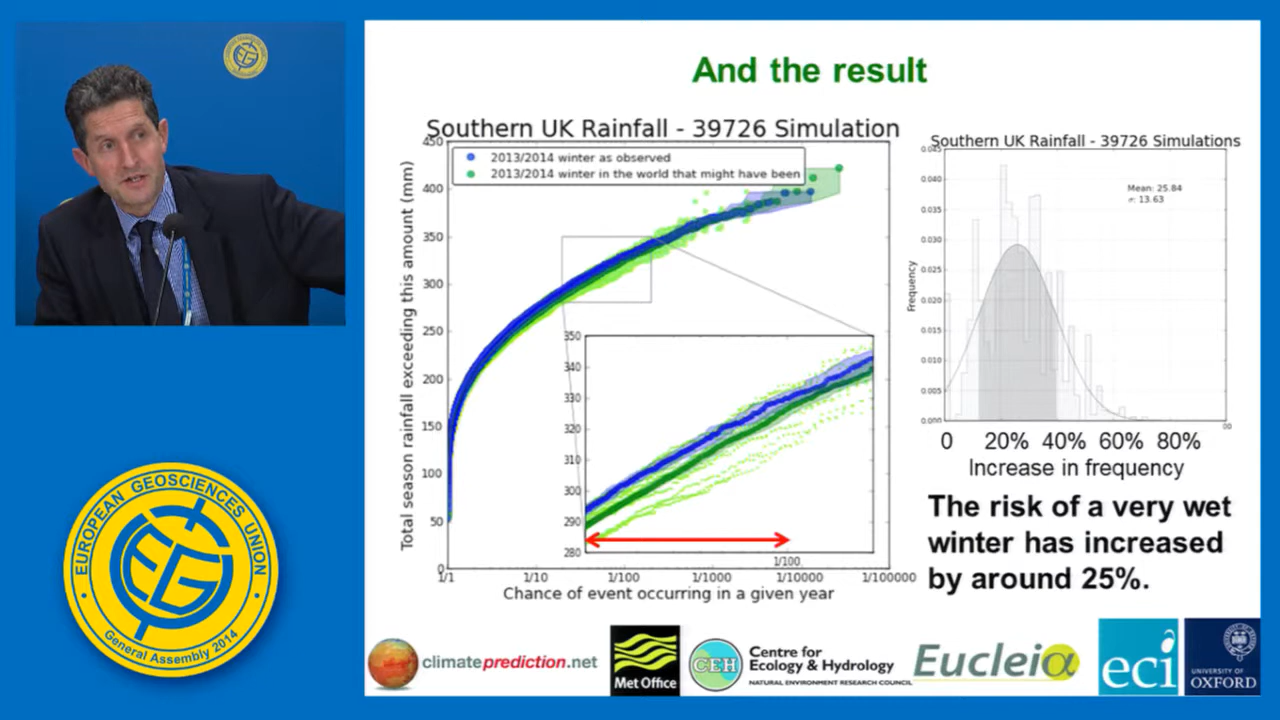 And the result
Southern UK Rainfall - 39726 Simulation
2013/2014 winter as observed
2013/2014 winter in the world that might have been
Total season rainfall exceeding this amount (mm)
450
400
350
300
250
200
150
100
50
0
1/1
1/10
1/100
1/1000
1/10000
1/100000
Chance of event occurring in a given year
350
340
330
320
310
300
290
280
1/100
Southern UK Rainfall - 39726 Simulations
Mean: 25.84
σ: 13.63
Frequency
0.045
0.040
0.035
0.030
0.025
0.020
0.015
0.010
0.005
0.000
00
0 20% 40% 60% 80%
Increase in frequency
The risk of a very wet
winter has increased
by around 25%.
EUROPEAN GEOSCIENCES UNION
EGU
General Assembly 2014
climateprediction.net
Met Office
CEH
Centre for
Ecology & Hydrology
NATURAL ENVIRONMENT RESEARCH COUNCIL
Eucleia
eci
UNIVERSITY OF
OXFORD